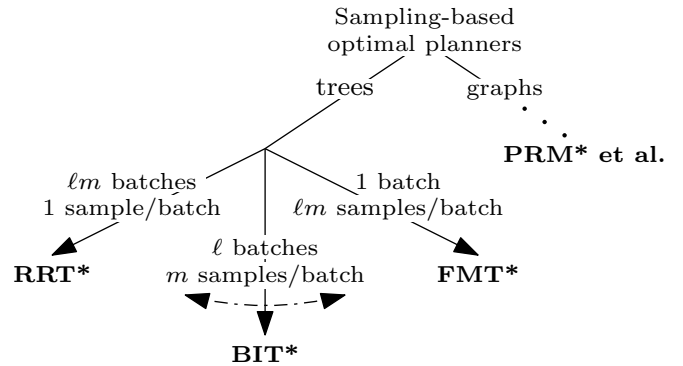 Sampling-based
optimal planners
trees
graphs
PRM* et al.
ℓm batches
1 sample/batch
1 batch
ℓm samples/batch
ℓ batches
m samples/batch
RRT*
FMT*
BIT*